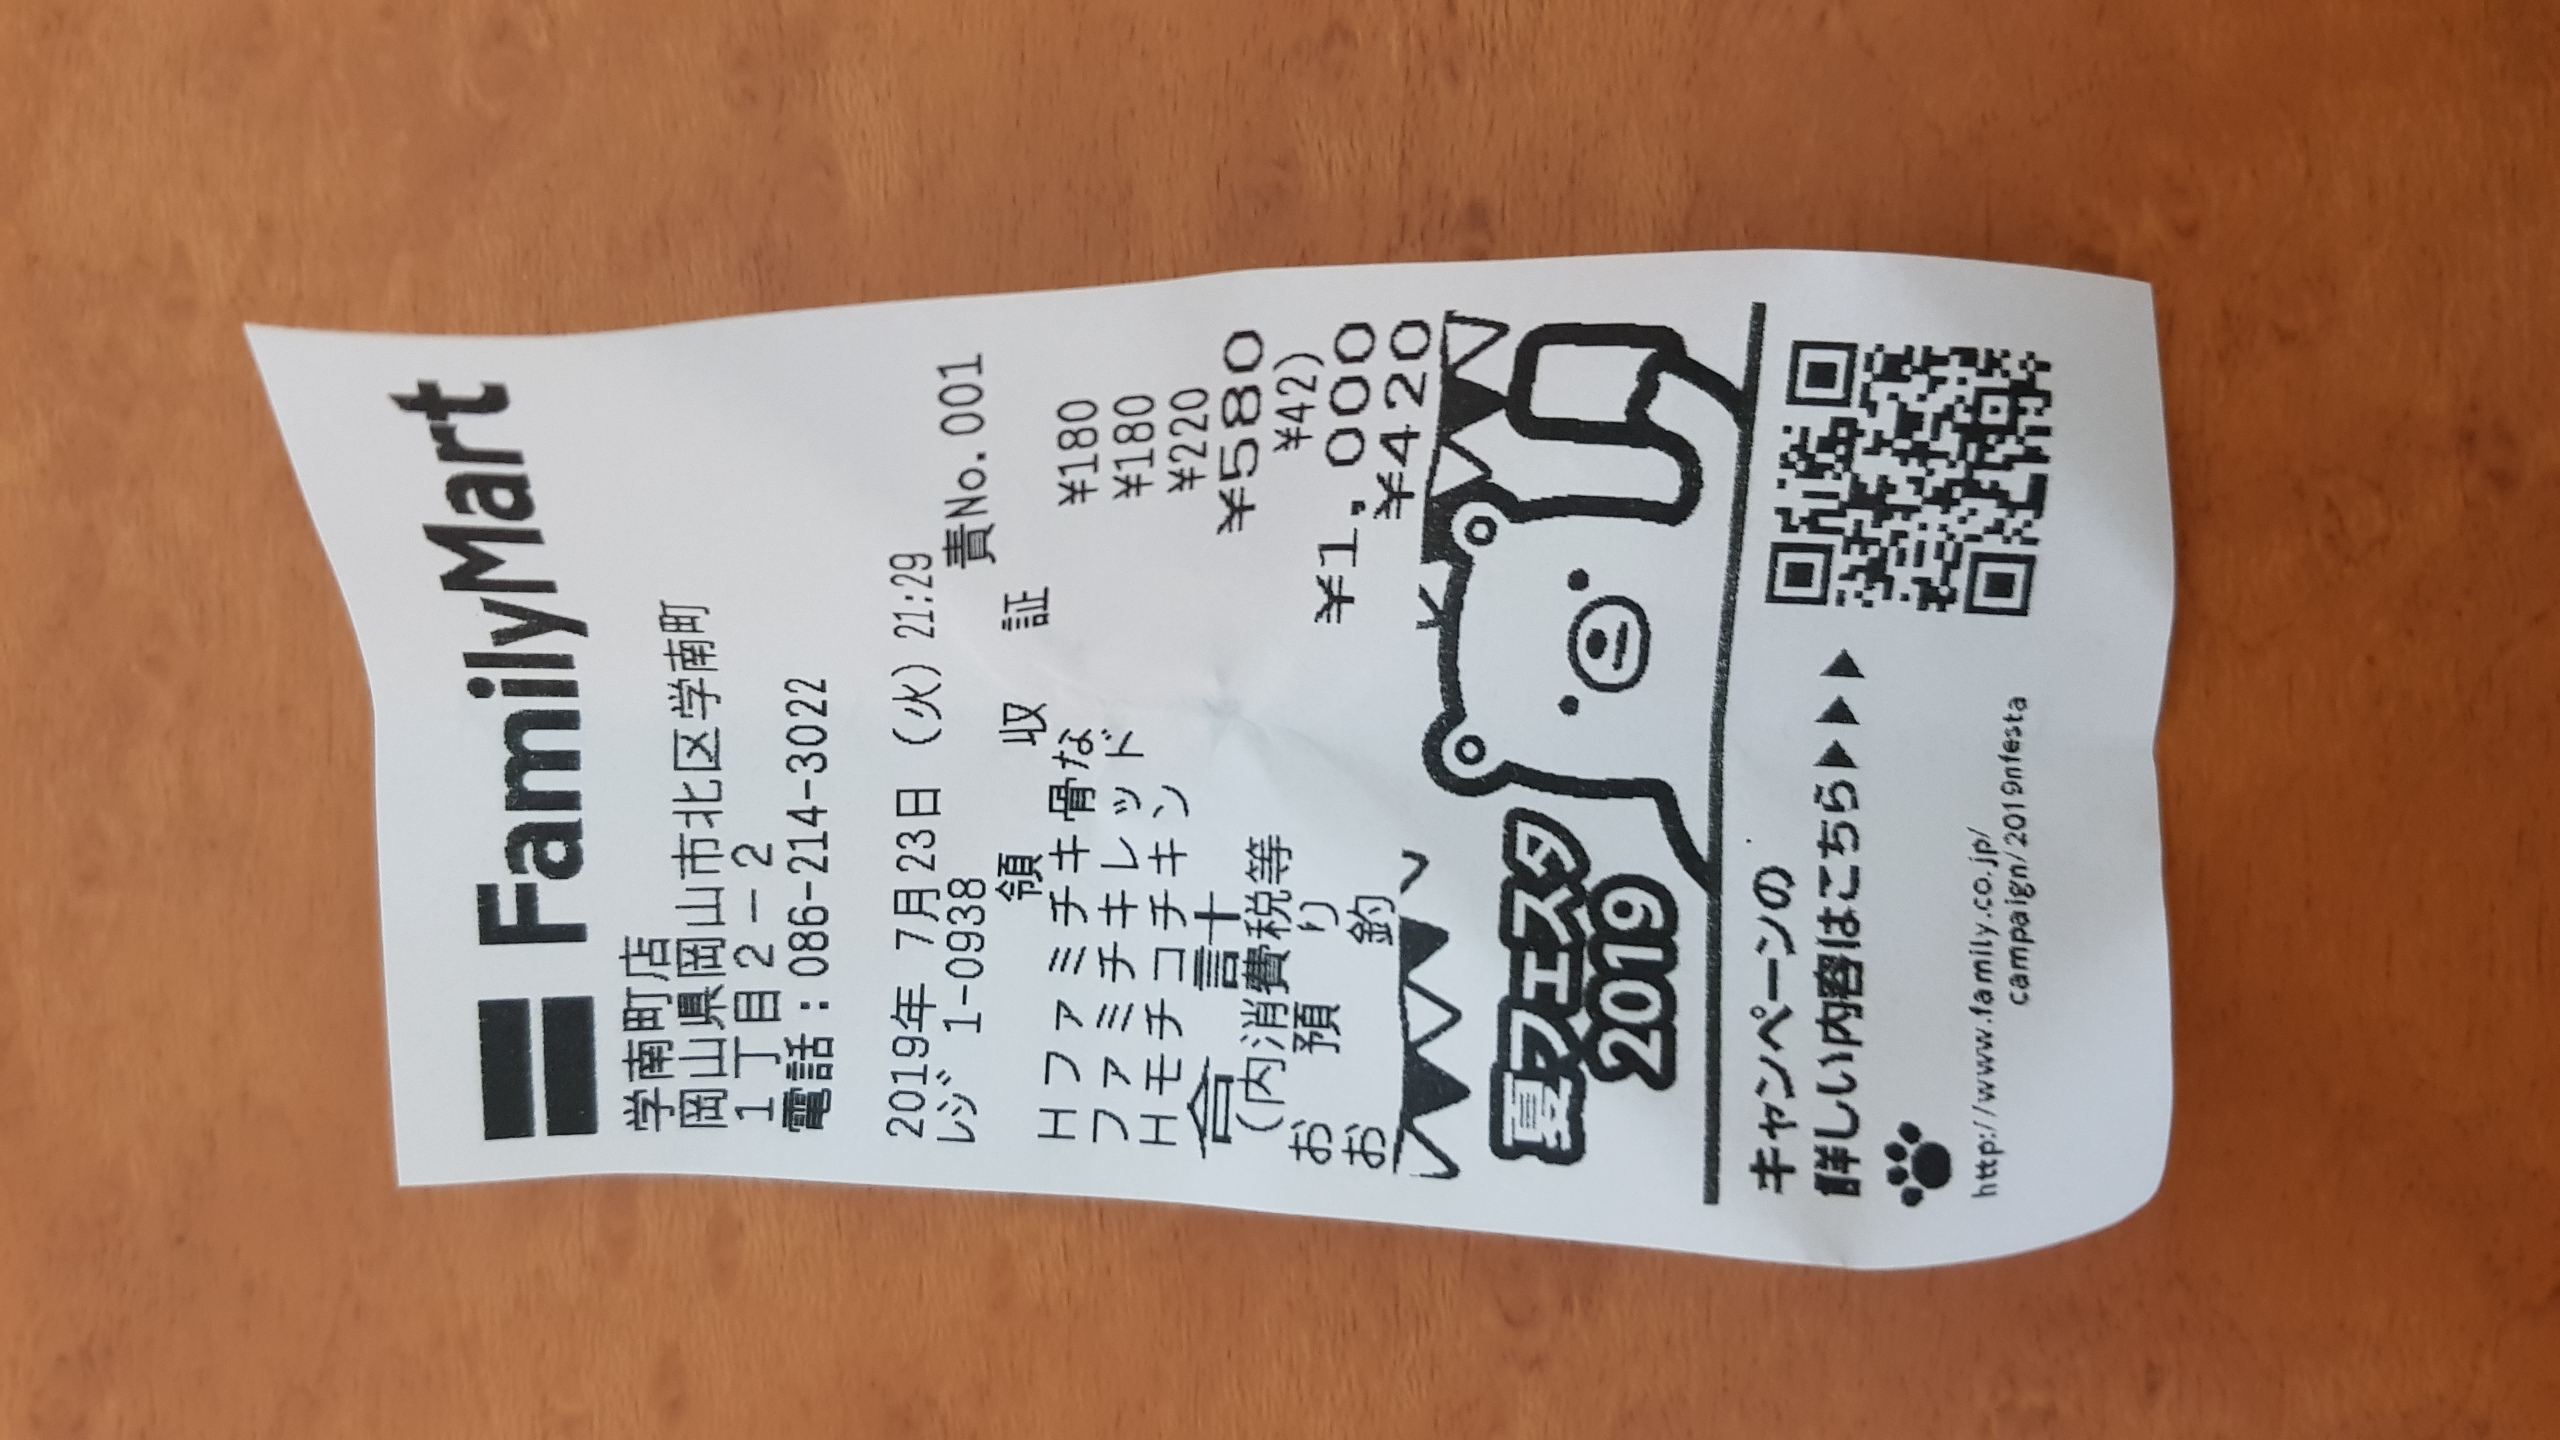 FamilyMart
学南町店
岡山県岡山市北区学南町
1丁目2－2
電話：086-214-3022
2019年 7月23日（火）21:29
ﾚｼﾞ 1-0938 責No.001
領 収 証
Hファミチキ骨な ¥180
ファミチキレッド ¥180
Hモチコチキン ¥220
合 計 ¥580
（内消費税等 ¥42)
お 預 り ¥1,000
お 釣 ¥420
夏フェスタ
2019
キャンペーンの
詳しい内容はこちら▶▶▶
http://www.family.co.jp/
campaign/2019nfesta